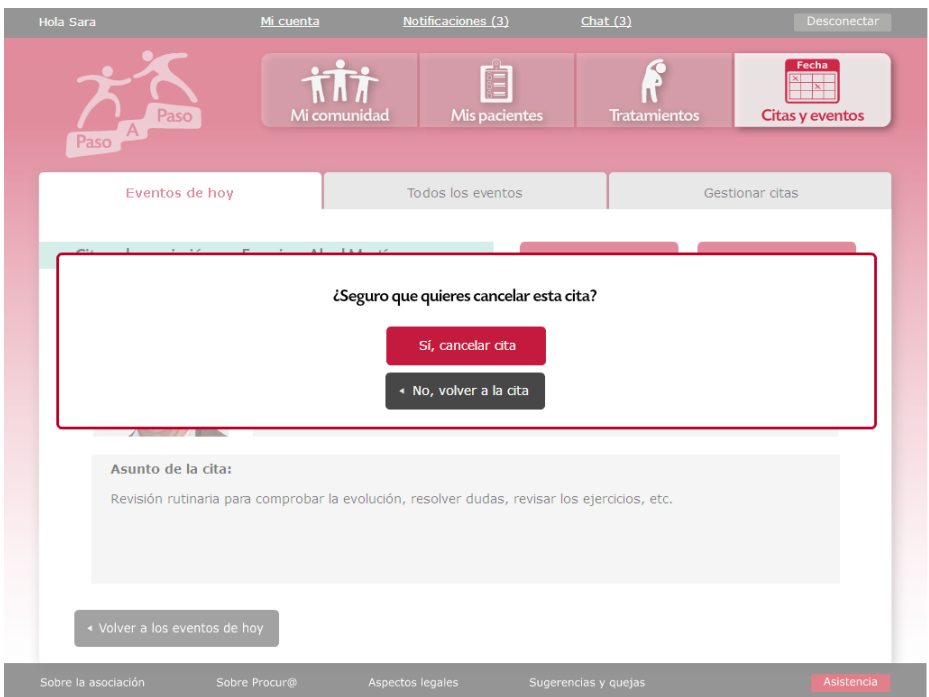 Hola Sara
Mi cuenta
Notificaciones (3)
Chat (3)
Desconectar
Paso
A
Paso
Mi comunidad
Mis pacientes
Tratamientos
Fecha
Citas y eventos
Eventos de hoy
Todos los eventos
Gestionar citas
¿Seguro que quieres cancelar esta cita?
Sí, cancelar cita
No, volver a la cita
Asunto de la cita:
Revisión rutinaria para comprobar la evolución, resolver dudas, revisar los ejercicios, etc.
Volver a los eventos de hoy
Sobre la asociación
Sobre Procur@
Aspectos legales
Sugerencias y quejas
Asistencia